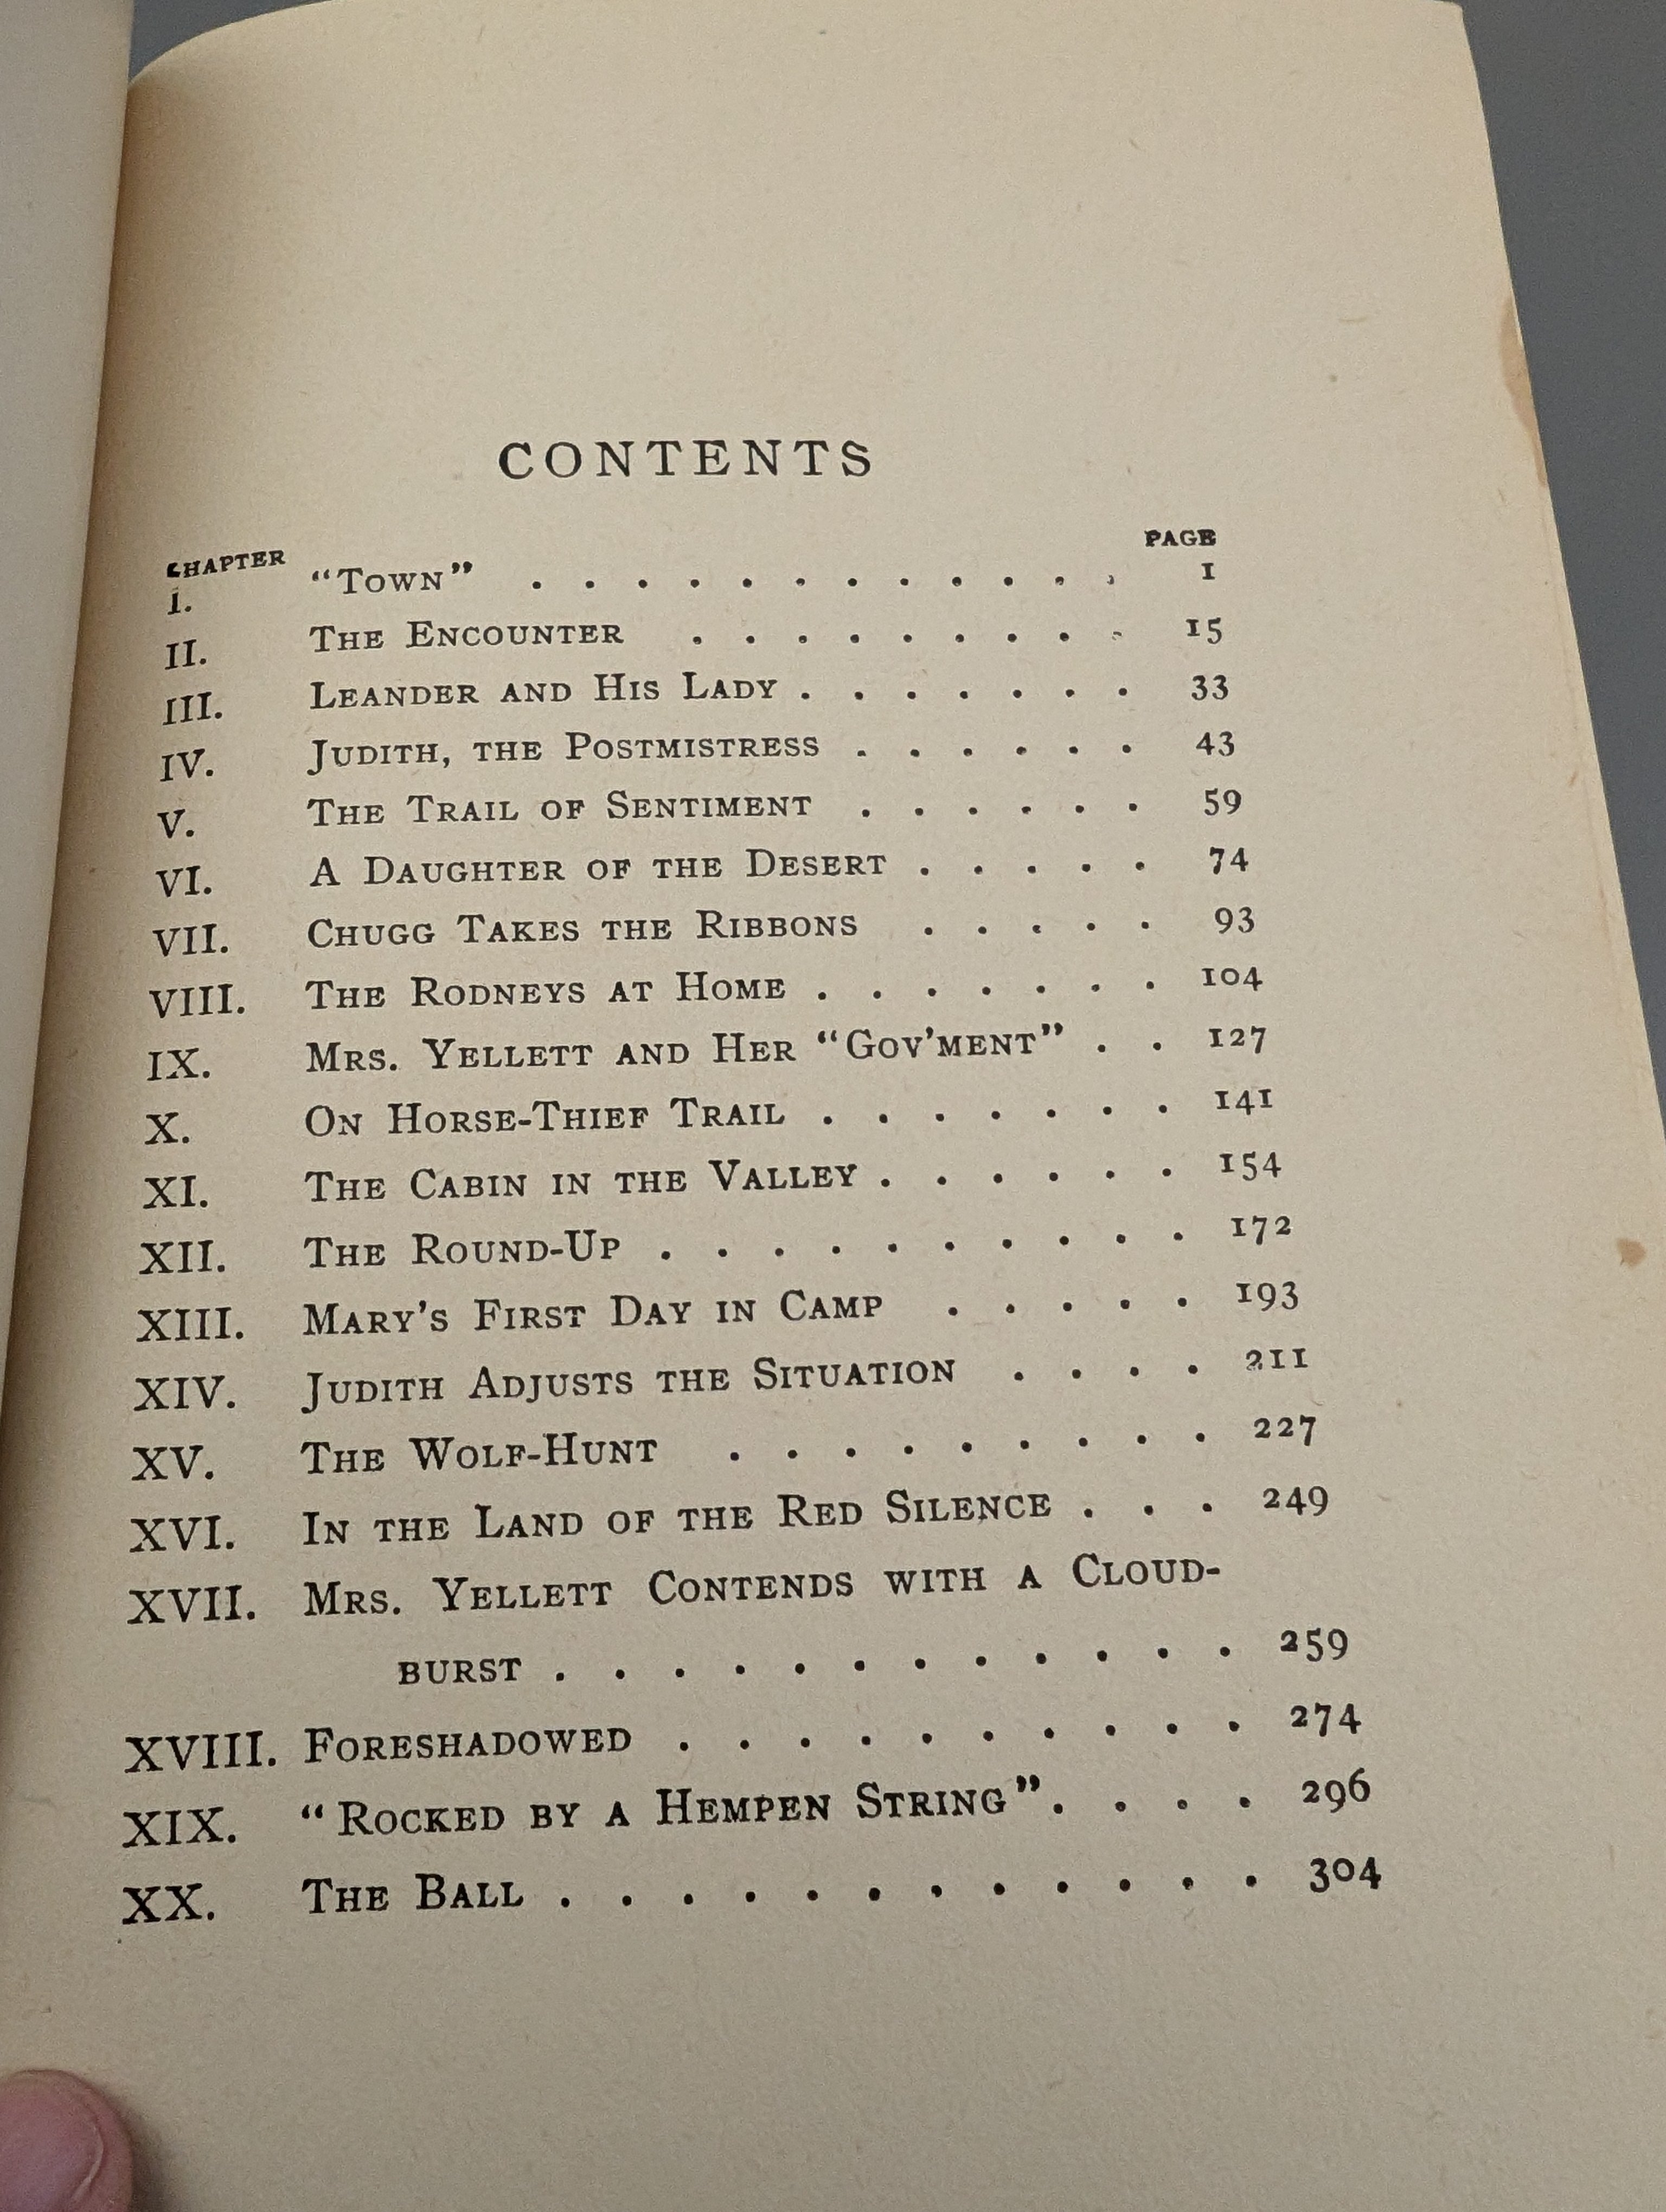 CONTENTS
CHAPTER PAGE
I. "Town" . . . . . . . . . . . . 1
II. The Encounter . . . . . . . . . 15
III. Leander and His Lady . . . . . . . 33
IV. Judith, the Postmistress . . . . . . 43
V. The Trail of Sentiment . . . . . . 59
VI. A Daughter of the Desert . . . . . 74
VII. Chugg Takes the Ribbons . . . . . 93
VIII. The Rodneys at Home . . . . . . . 104
IX. Mrs. Yellett and Her "Gov'ment" . . 127
X. On Horse-Thief Trail . . . . . . . 141
XI. The Cabin in the Valley . . . . . . 154
XII. The Round-Up . . . . . . . . . . 172
XIII. Mary's First Day in Camp . . . . . 193
XIV. Judith Adjusts the Situation . . . . 211
XV. The Wolf-Hunt . . . . . . . . . 227
XVI. In the Land of the Red Silence . . . 249
XVII. Mrs. Yellett Contends with a Cloud-
burst . . . . . . . . . . . . 259
XVIII. Foreshadowed . . . . . . . . . . 274
XIX. "Rocked by a Hempen String" . . . . 296
XX. The Ball . . . . . . . . . . . . 304